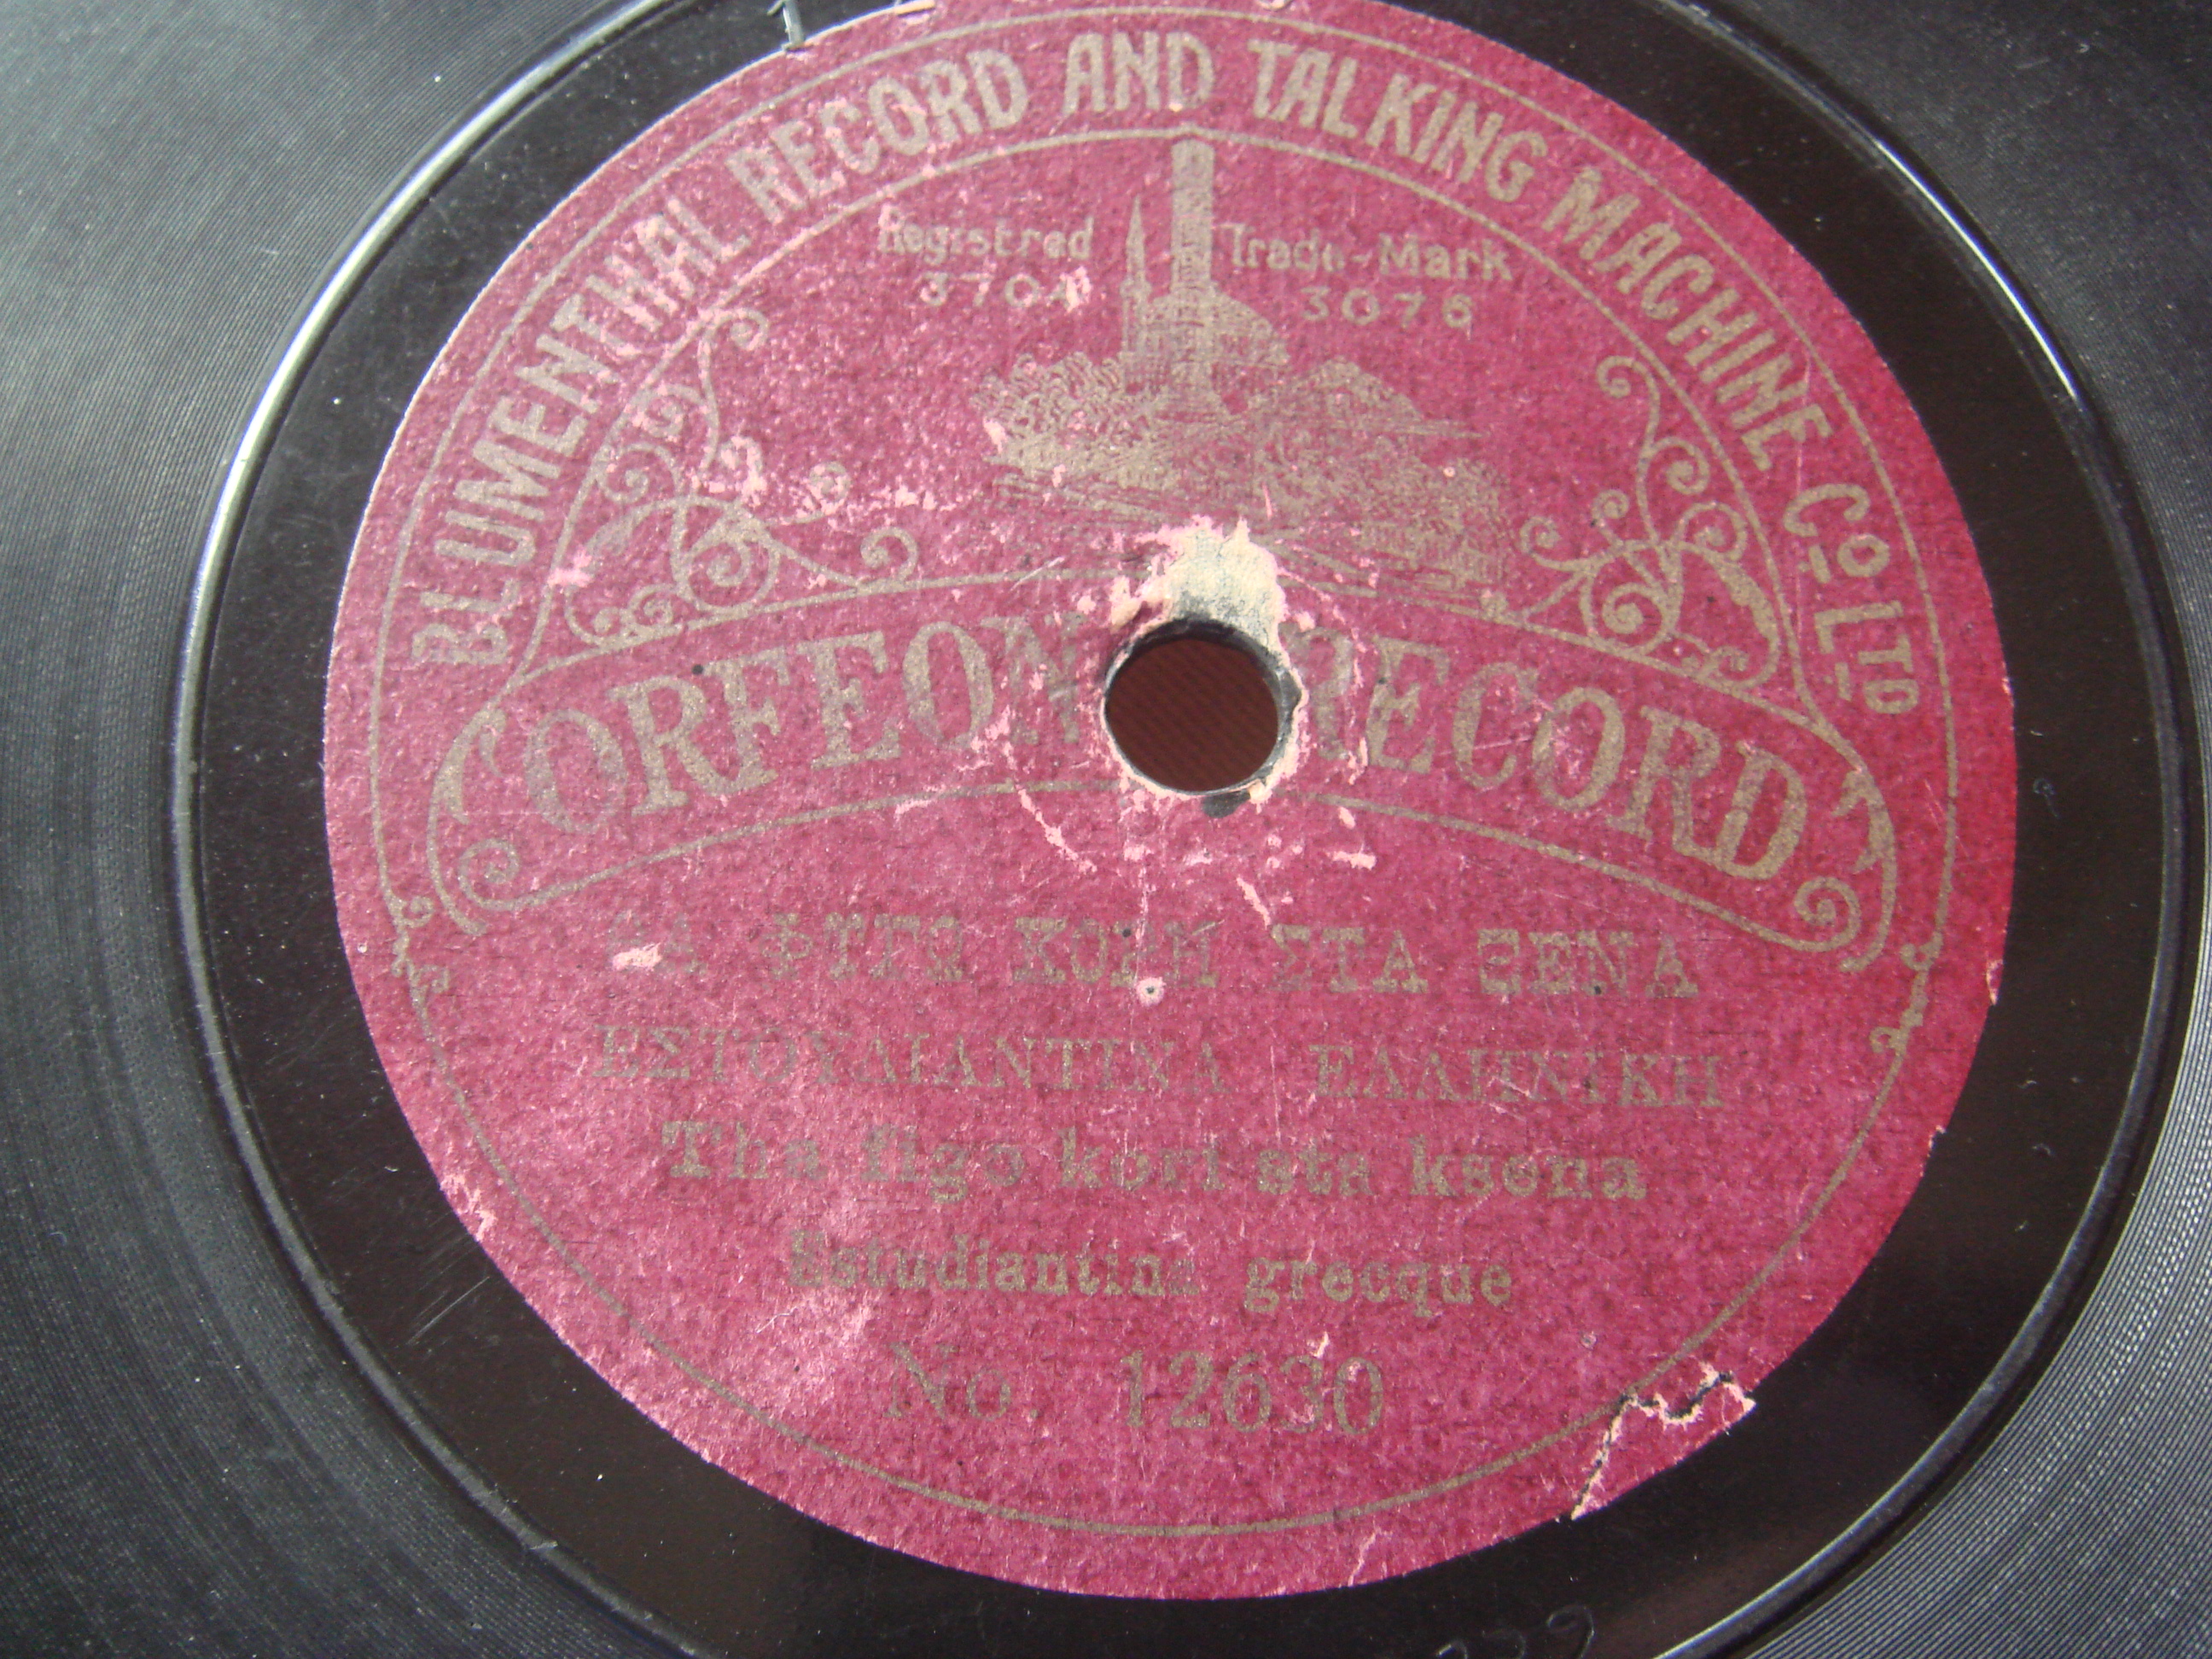 BLUMENTHAL RECORD AND TALKING MACHINE Co LTD
Registred Trade-Mark
3076
"ORFEON RECORD"
ΘΑ ΦΥΓΩ ΚΟΡΗ ΣΤΑ ΞΕΝΑ
ΕΣΤΟΥΔΙΑΝΤΙΝΑ ΕΛΛΗΝΙΚΗ
Tha figo kori sta ksena
Estudiantina grecque
No. 12630